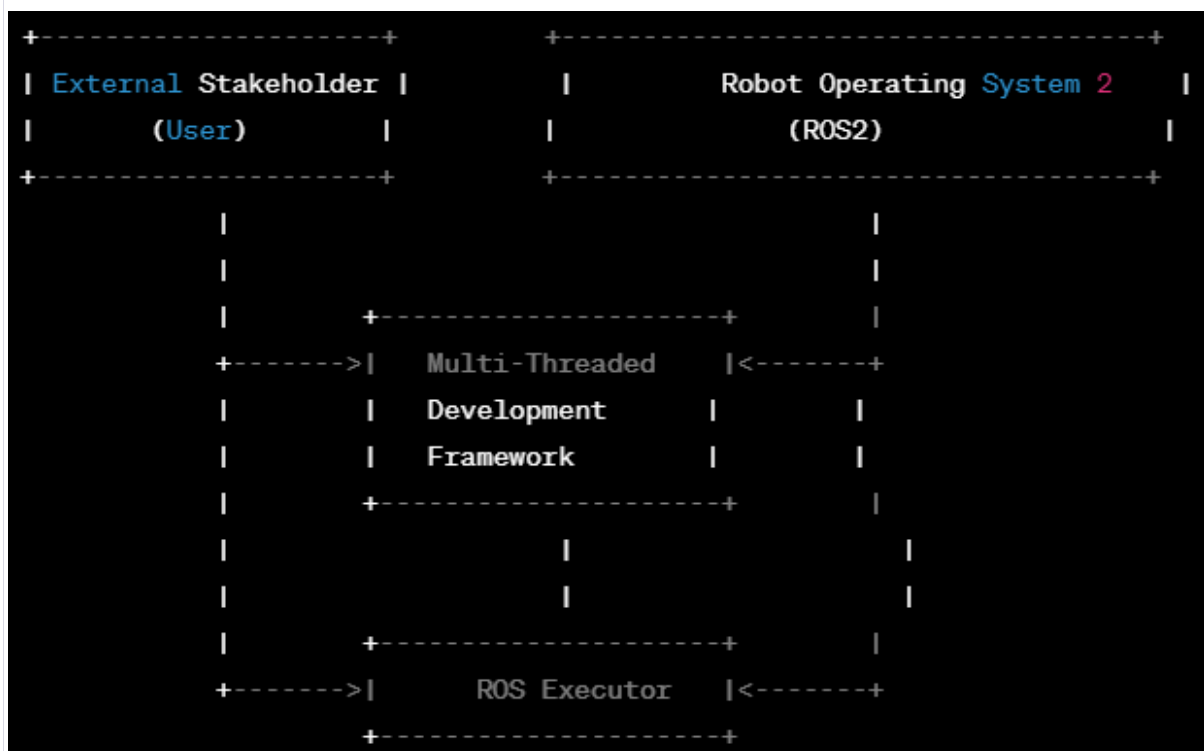 +---------------------+         +------------------------------------+
| External Stakeholder |         |         Robot Operating System 2    |
|       (User)        |         |              (ROS2)                 |
+---------------------+         +------------------------------------+
            |                                       |
            |                                       |
            |        +---------------------+        |
            +------->|   Multi-Threaded    |<-------+
            |        |   Development      |        |
            |        |   Framework        |        |
            |        +---------------------+        |
            |                    |                    |
            |                    |                    |
            |        +---------------------+        |
            +------->|      ROS Executor   |<-------+
                     +---------------------+